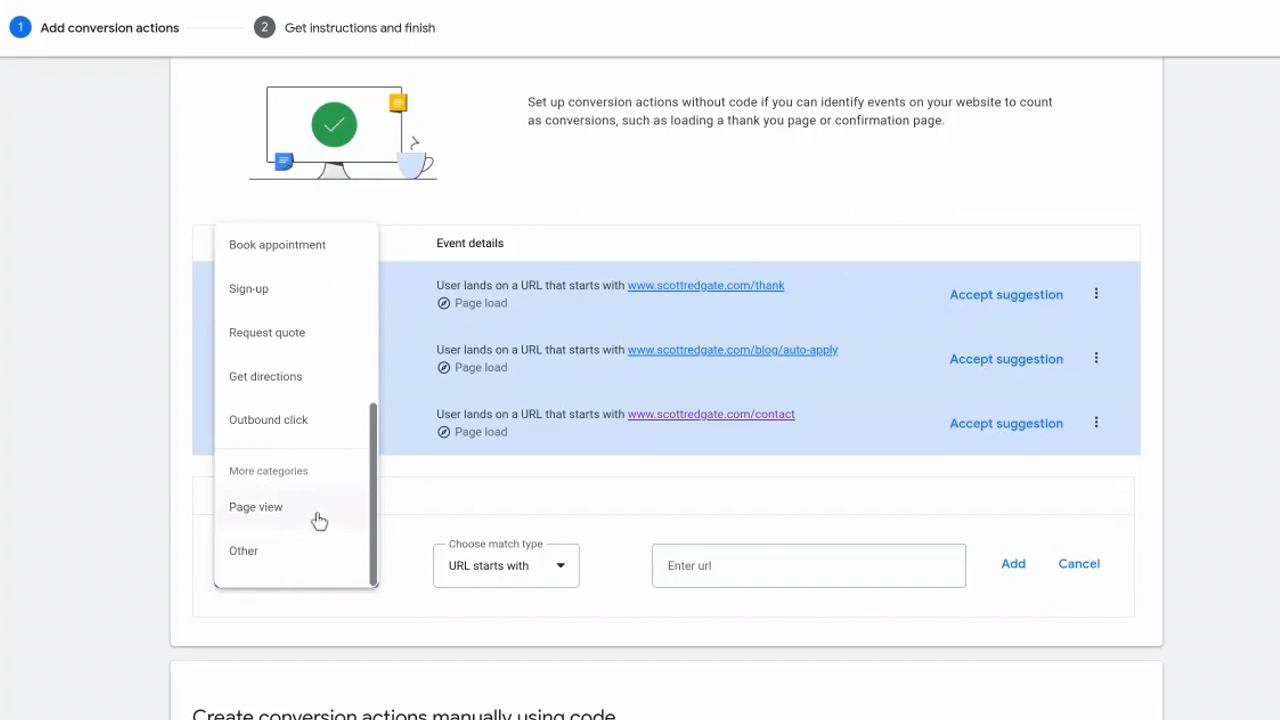 1 Add conversion actions
2 Get instructions and finish
Set up conversion actions without code if you can identify events on your website to count
as conversions, such as loading a thank you page or confirmation page.
Book appointment
Sign-up
Request quote
Get directions
Outbound click
More categories
Page view
Other
Event details
User lands on a URL that starts with www.scottredgate.com/thank
Page load
Accept suggestion
User lands on a URL that starts with www.scottredgate.com/blog/auto-apply
Page load
Accept suggestion
User lands on a URL that starts with www.scottredgate.com/contact
Page load
Accept suggestion
Choose match type
URL starts with
Enter url
Add
Cancel
Create conversion actions manually using code